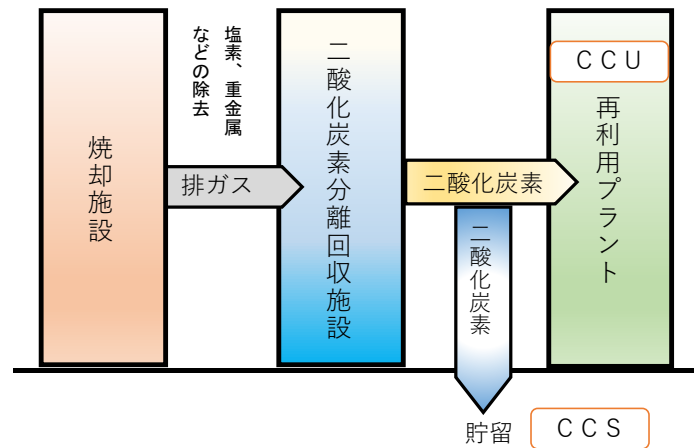 焼却施設
塩素、重金属
などの除去
排ガス
二酸化炭素分離回収施設
二酸化炭素
二酸化炭素
CCU
再利用プラント
貯留
CCS